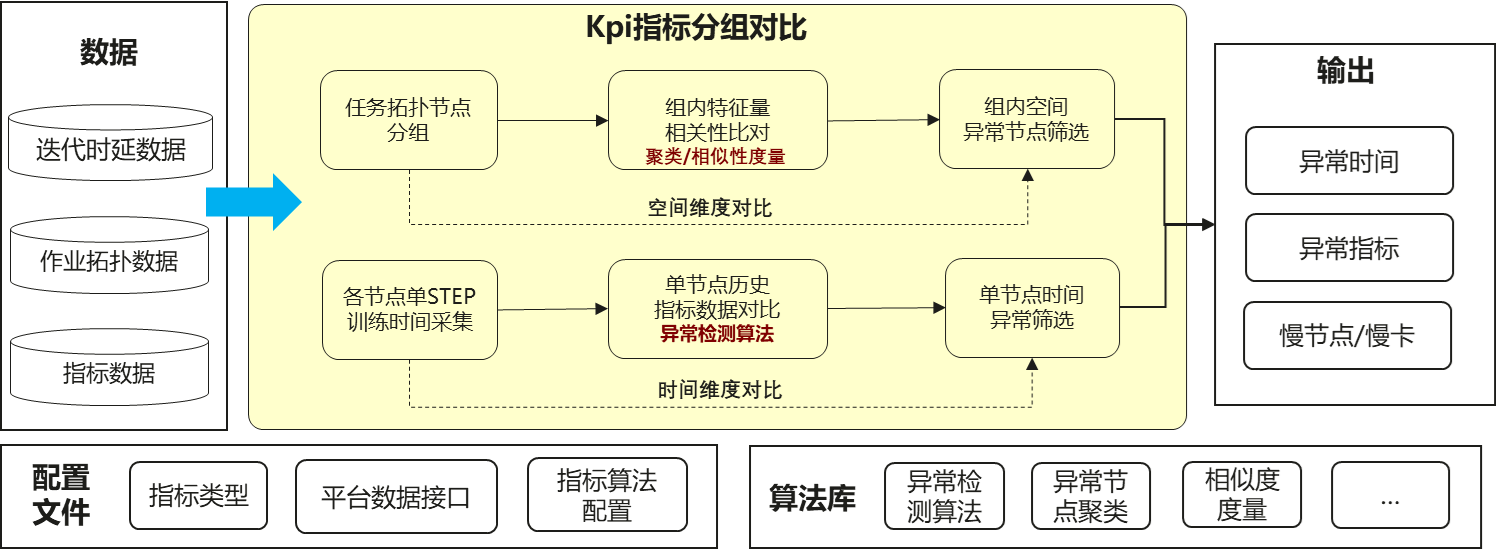 数据
迭代时延数据
作业拓扑数据
指标数据
Kpi指标分组对比
任务拓扑节点
分组
组内特征量
相关性比对
聚类/相似性度量
组内空间
异常节点筛选
空间维度对比
各节点单STEP
训练时间采集
单节点历史
指标数据对比
异常检测算法
单节点时间
异常筛选
时间维度对比
输出
异常时间
异常指标
慢节点/慢卡
配置
文件
指标类型
平台数据接口
指标算法
配置
算法库
异常检
测算法
异常节
点聚类
相似度
度量
...